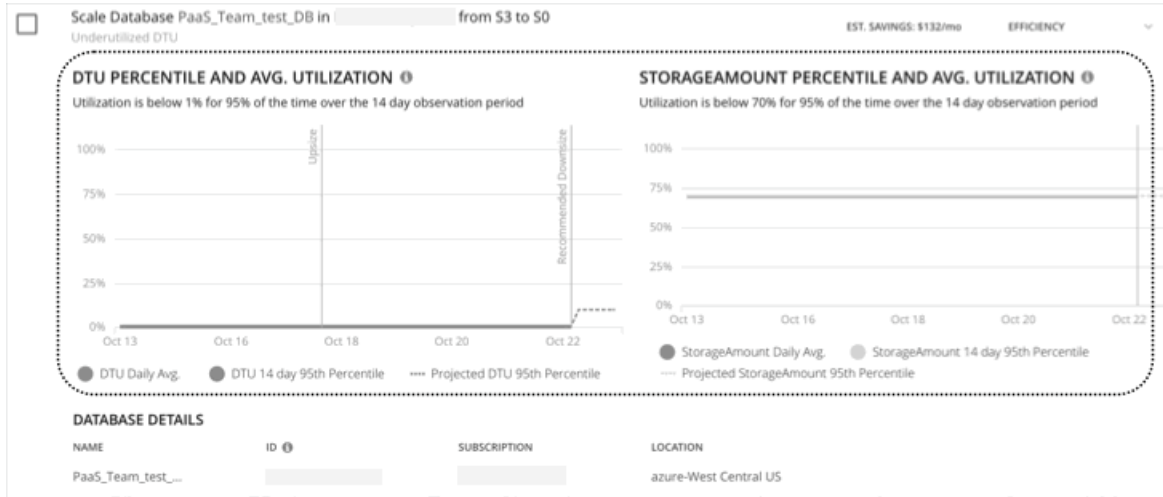 Scale Database PaaS_Team_test_DB in from S3 to S0
Underutilized DTU
EST. SAVINGS: $132/mo
EFFICIENCY
DTU PERCENTILE AND AVG. UTILIZATION
Utilization is below 1% for 95% of the time over the 14 day observation period
100%
75%
50%
25%
0%
Upsize
Recommended Downsize
Oct 13
Oct 16
Oct 18
Oct 20
Oct 22
DTU Daily Avg.
DTU 14 day 95th Percentile
Projected DTU 95th Percentile
STORAGEAMOUNT PERCENTILE AND AVG. UTILIZATION
Utilization is below 70% for 95% of the time over the 14 day observation period
100%
75%
50%
25%
0%
Oct 13
Oct 16
Oct 18
Oct 20
Oct 22
StorageAmount Daily Avg.
StorageAmount 14 day 95th Percentile
Projected StorageAmount 95th Percentile
DATABASE DETAILS
NAME
ID
SUBSCRIPTION
LOCATION
PaaS_Team_test_...
azure-West Central US